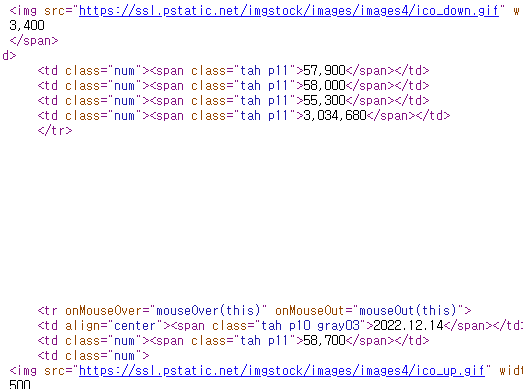 <img src="https://ssl.pstatic.net/imgstock/images/images4/ico_down.gif" w
3,400
</span>
d>
<td class="num"><span class="tah p11">57,900</span></td>
<td class="num"><span class="tah p11">58,000</span></td>
<td class="num"><span class="tah p11">55,300</span></td>
<td class="num"><span class="tah p11">3,034,680</span></td>
</tr>
<tr onMouseOver="mouseOver(this)" onMouseOut="mouseOut(this)">
<td align="center"><span class="tah p10 gray03">2022.12.14</span></td>
<td class="num"><span class="tah p11">58,700</span></td>
<td class="num">
<img src="https://ssl.pstatic.net/imgstock/images/images4/ico_up.gif" widt
500